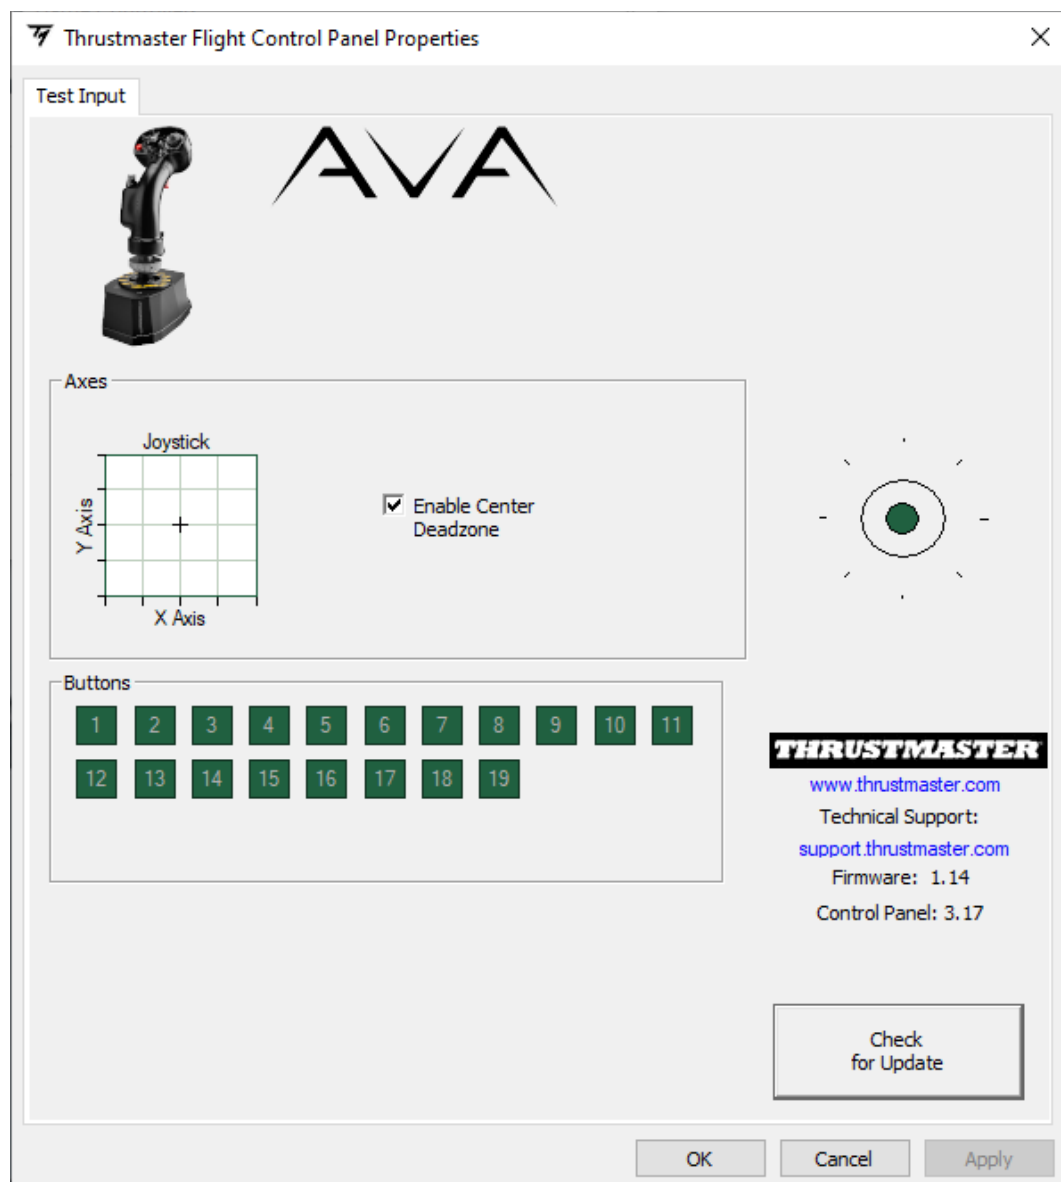 Thrustmaster Flight Control Panel Properties
Test Input
AVA
Axes
Joystick
Y Axis
X Axis
Enable Center
Deadzone
Buttons
1 2 3 4 5 6 7 8 9 10 11
12 13 14 15 16 17 18 19
THRUSTMASTER
www.thrustmaster.com
Technical Support:
support.thrustmaster.com
Firmware: 1.14
Control Panel: 3.17
Check
for Update
OK Cancel Apply